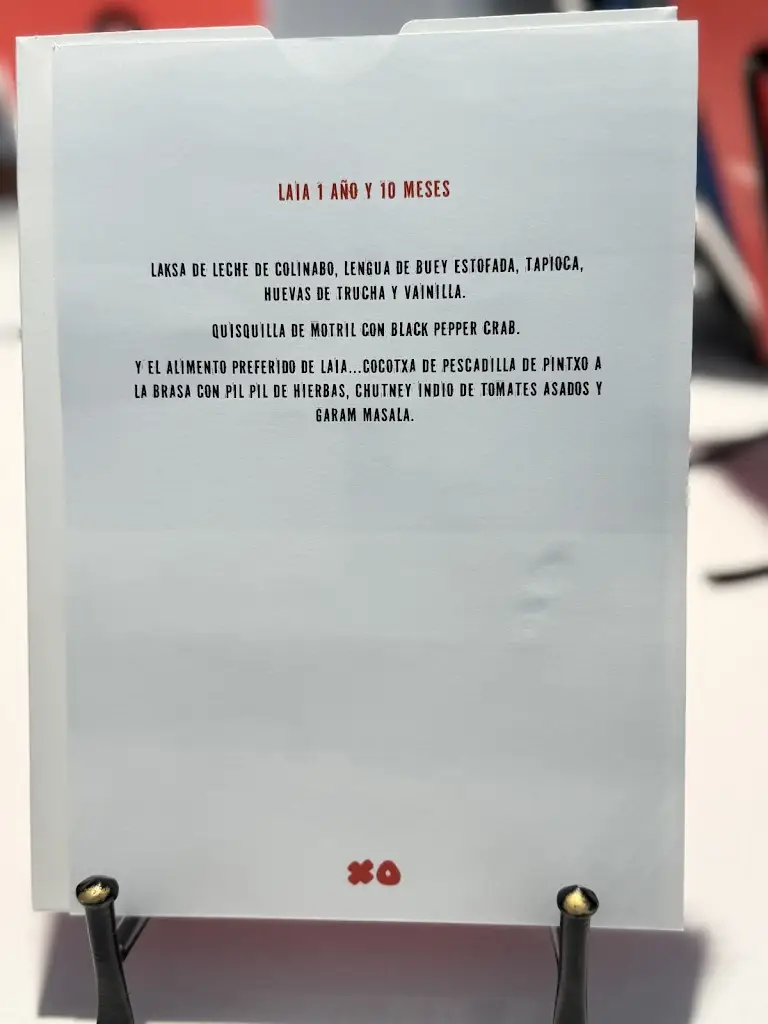 LAIA 1 AÑO Y 10 MESES
LAKSA DE LECHE DE COLINABO, LENGUA DE BUEY ESTOFADA, TAPIOCA,
HUEVAS DE TRUCHA Y VAINILLA.
QUISQUILLA DE MOTRIL CON BLACK PEPPER CRAB.
Y EL ALIMENTO PREFERIDO DE LAIA...COCOTXA DE PESCADILLA DE PINTXO A
LA BRASA CON PIL PIL DE HIERBAS, CHUTNEY INDIO DE TOMATES ASADOS Y
GARAM MASALA.
XO